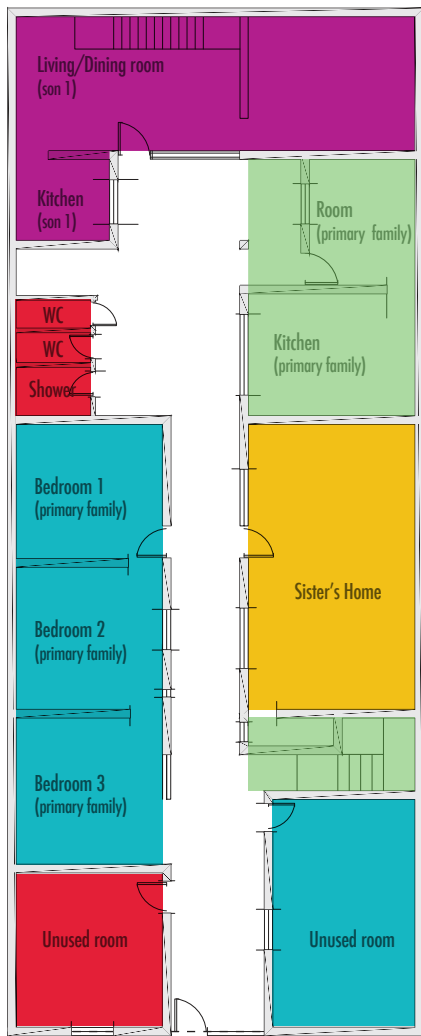 Living/Dining room
(son 1)
Kitchen
(son 1)
Room
(primary family)
WC
WC
Shower
Kitchen
(primary family)
Bedroom 1
(primary family)
Sister's Home
Bedroom 2
(primary family)
Bedroom 3
(primary family)
Unused room
Unused room